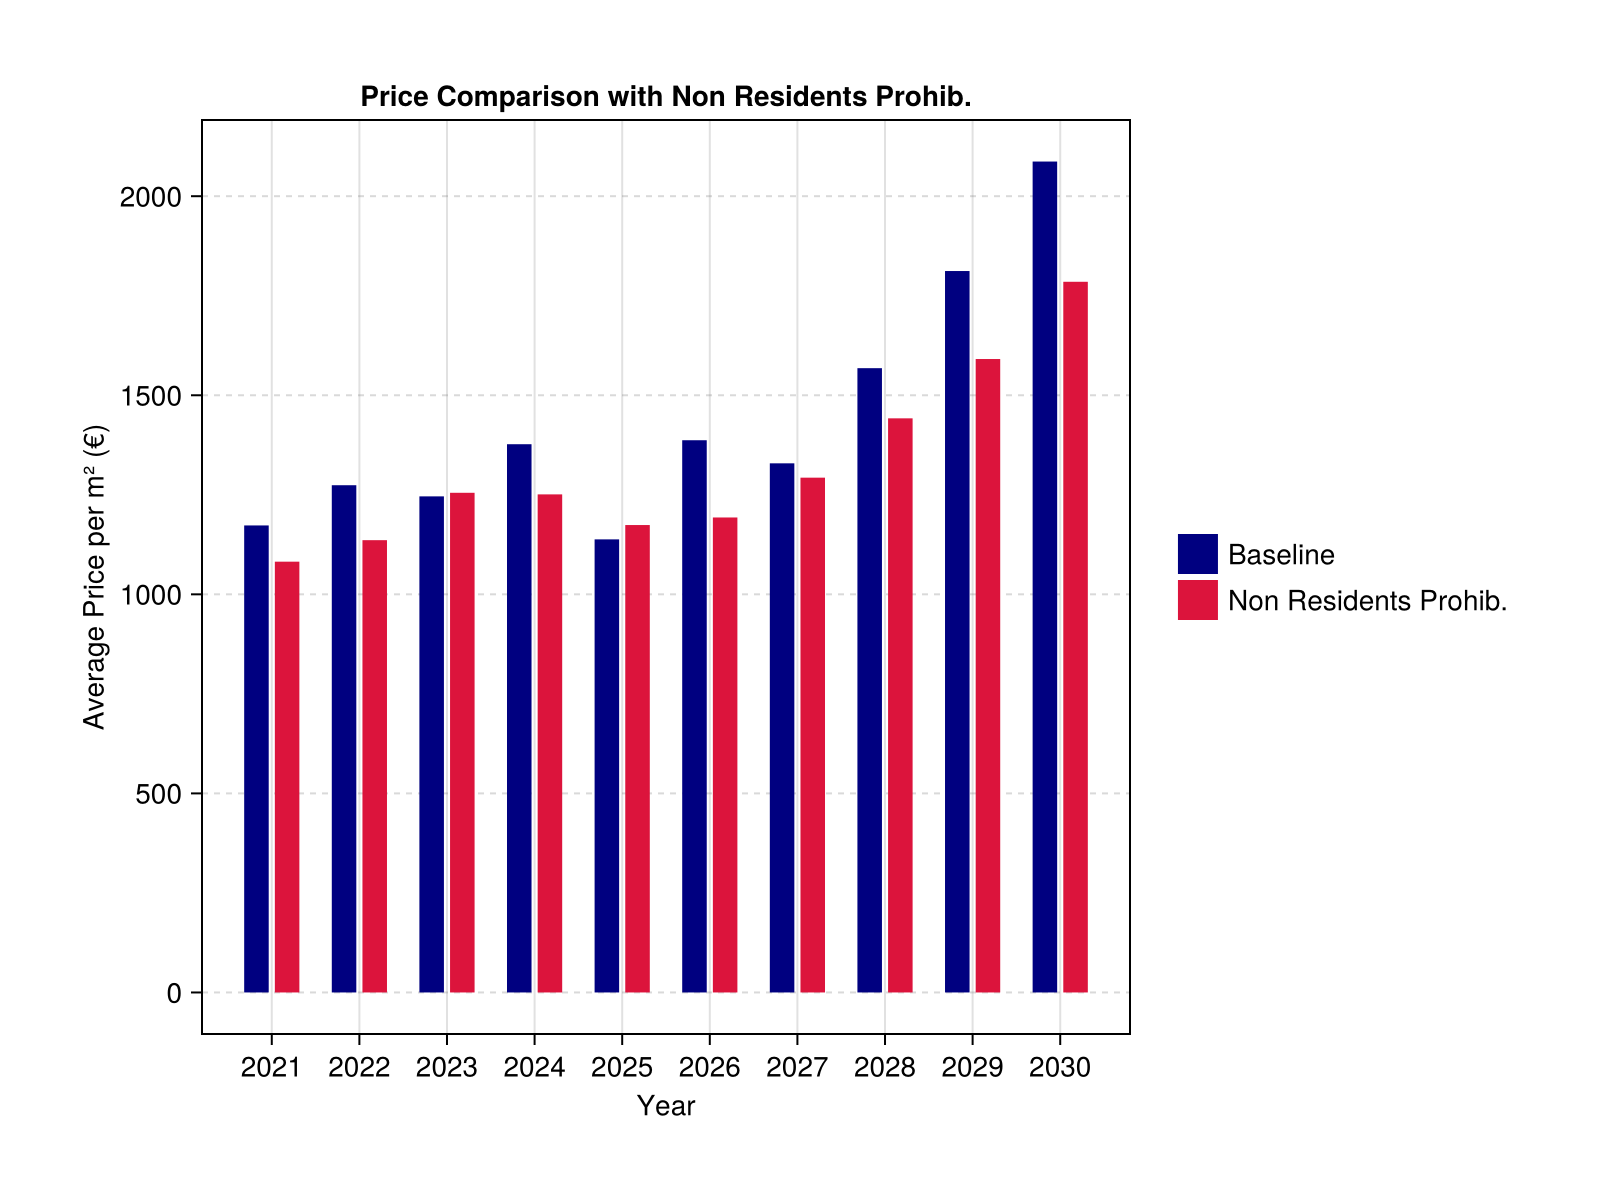 Price Comparison with Non Residents Prohib.
2000
1500
1000
500
0
Average Price per m² (€)
2021 2022 2023 2024 2025 2026 2027 2028 2029 2030
Year
Baseline
Non Residents Prohib.